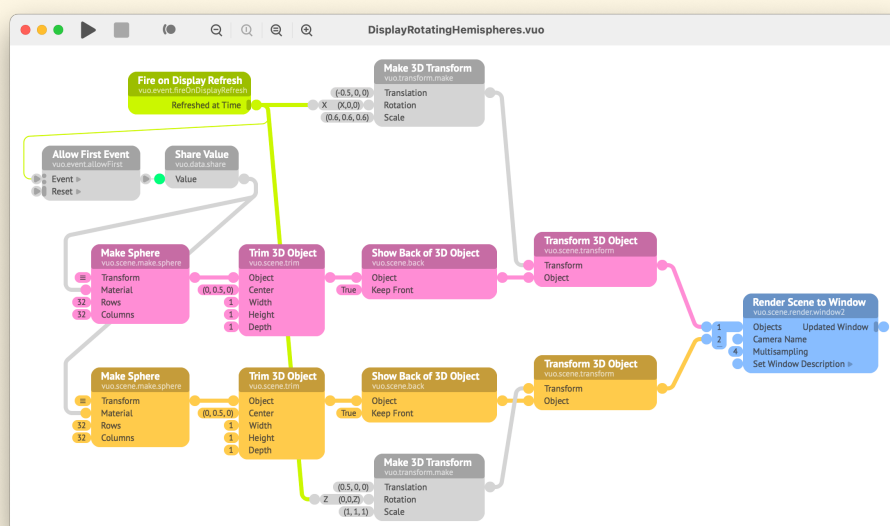 DisplayRotatingHemispheres.vuo
Make 3D Transform
vuo.transform.make
(-0.5, 0, 0) Translation
X (X,0,0) Rotation
(0.6, 0.6, 0.6) Scale
Fire on Display Refresh
vuo.event.fireOnDisplayRefresh
Refreshed at Time
Allow First Event
vuo.event.allowFirst
Event
Reset
Share Value
vuo.data.share
Value
Make Sphere
vuo.scene.make.sphere
Transform
Material
32 Rows
32 Columns
Trim 3D Object
vuo.scene.trim
Object
(0, 0.5, 0) Center
1 Width
1 Height
1 Depth
Show Back of 3D Object
vuo.scene.back
Object
True Keep Front
Transform 3D Object
vuo.scene.transform
Transform
Object
Render Scene to Window
vuo.scene.render.window2
1 Objects Updated Window
2 Camera Name
4 Multisampling
Set Window Description
Make Sphere
vuo.scene.make.sphere
Transform
Material
32 Rows
32 Columns
Trim 3D Object
vuo.scene.trim
Object
(0, 0.5, 0) Center
1 Width
1 Height
1 Depth
Show Back of 3D Object
vuo.scene.back
Object
True Keep Front
Transform 3D Object
vuo.scene.transform
Transform
Object
Make 3D Transform
vuo.transform.make
(0.5, 0, 0) Translation
Z (0,0,Z) Rotation
(1, 1, 1) Scale